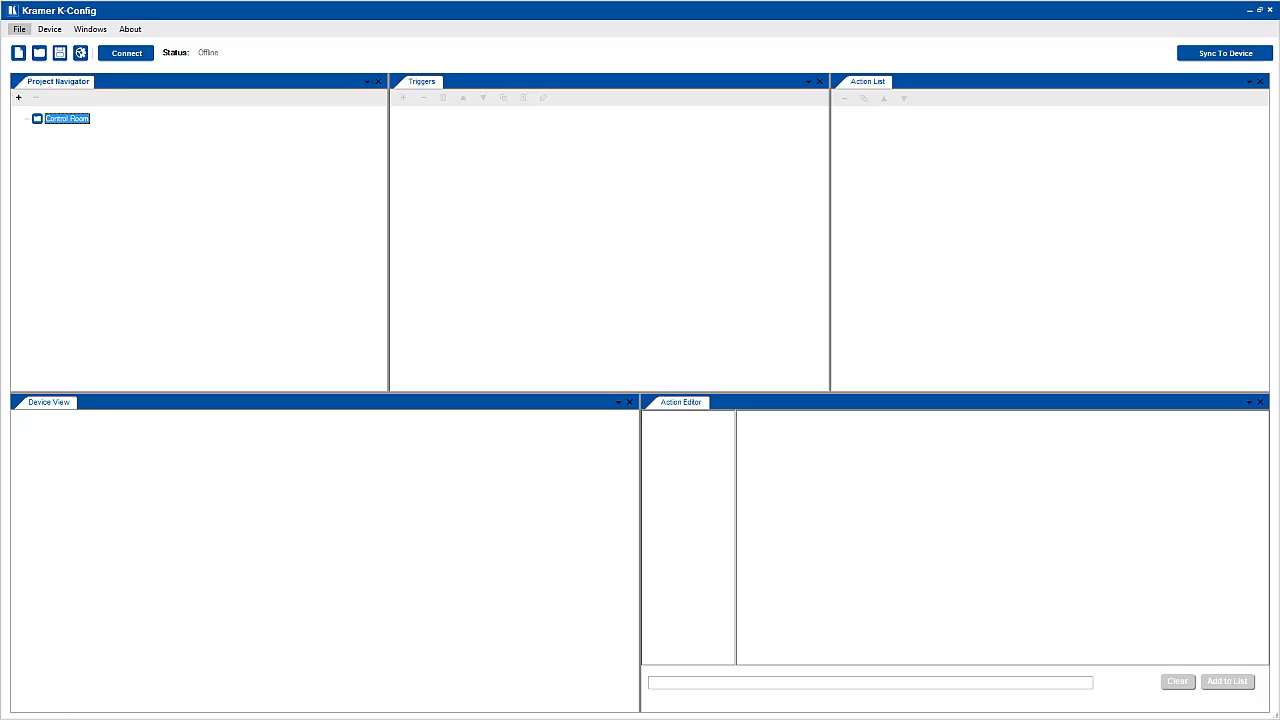 Kramer K-Config
File Device Windows About
Connect Status: Offline Sync To Device
Project Navigator Triggers Action List
Control Room
Device View Action Editor
Clear Add to List